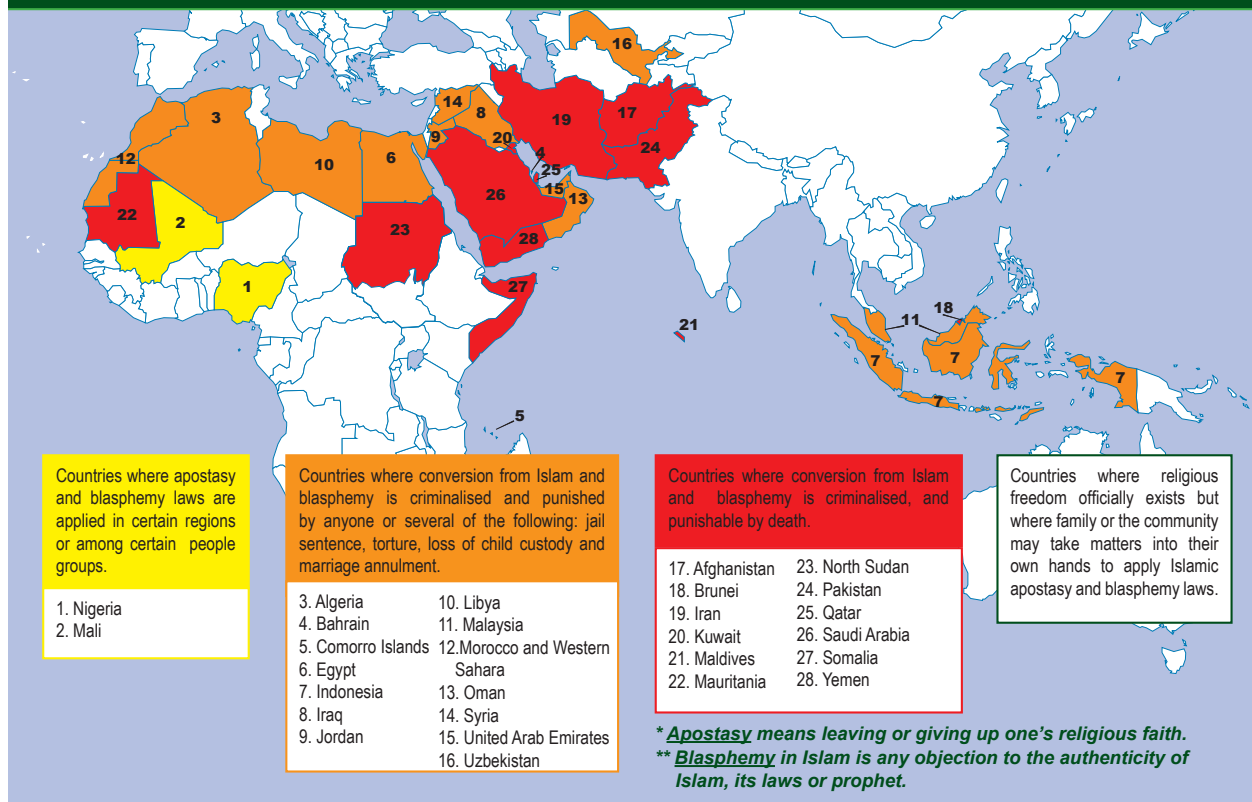 16
14
8
3
19
17
9
20
24
12
10
6
4
25
15
26
13
22
2
23
28
1
27
18
21
11
7
7
7
7
5
Countries where apostasy
and blasphemy laws are
applied in certain regions
or among certain people
groups.
1. Nigeria
2. Mali
Countries where conversion from Islam and
blasphemy is criminalised and punished
by anyone or several of the following: jail
sentence, torture, loss of child custody and
marriage annulment.
3. Algeria
4. Bahrain
5. Comorro Islands
6. Egypt
7. Indonesia
8. Iraq
9. Jordan
10. Libya
11. Malaysia
12.Morocco and Western
Sahara
13. Oman
14. Syria
15. United Arab Emirates
16. Uzbekistan
Countries where conversion from Islam
and blasphemy is criminalised, and
punishable by death.
17. Afghanistan
18. Brunei
19. Iran
20. Kuwait
21. Maldives
22. Mauritania
23. North Sudan
24. Pakistan
25. Qatar
26. Saudi Arabia
27. Somalia
28. Yemen
Countries where religious
freedom officially exists but
where family or the community
may take matters into their
own hands to apply Islamic
apostasy and blasphemy laws.
* Apostasy means leaving or giving up one's religious faith.
** Blasphemy in Islam is any objection to the authenticity of
Islam, its laws or prophet.